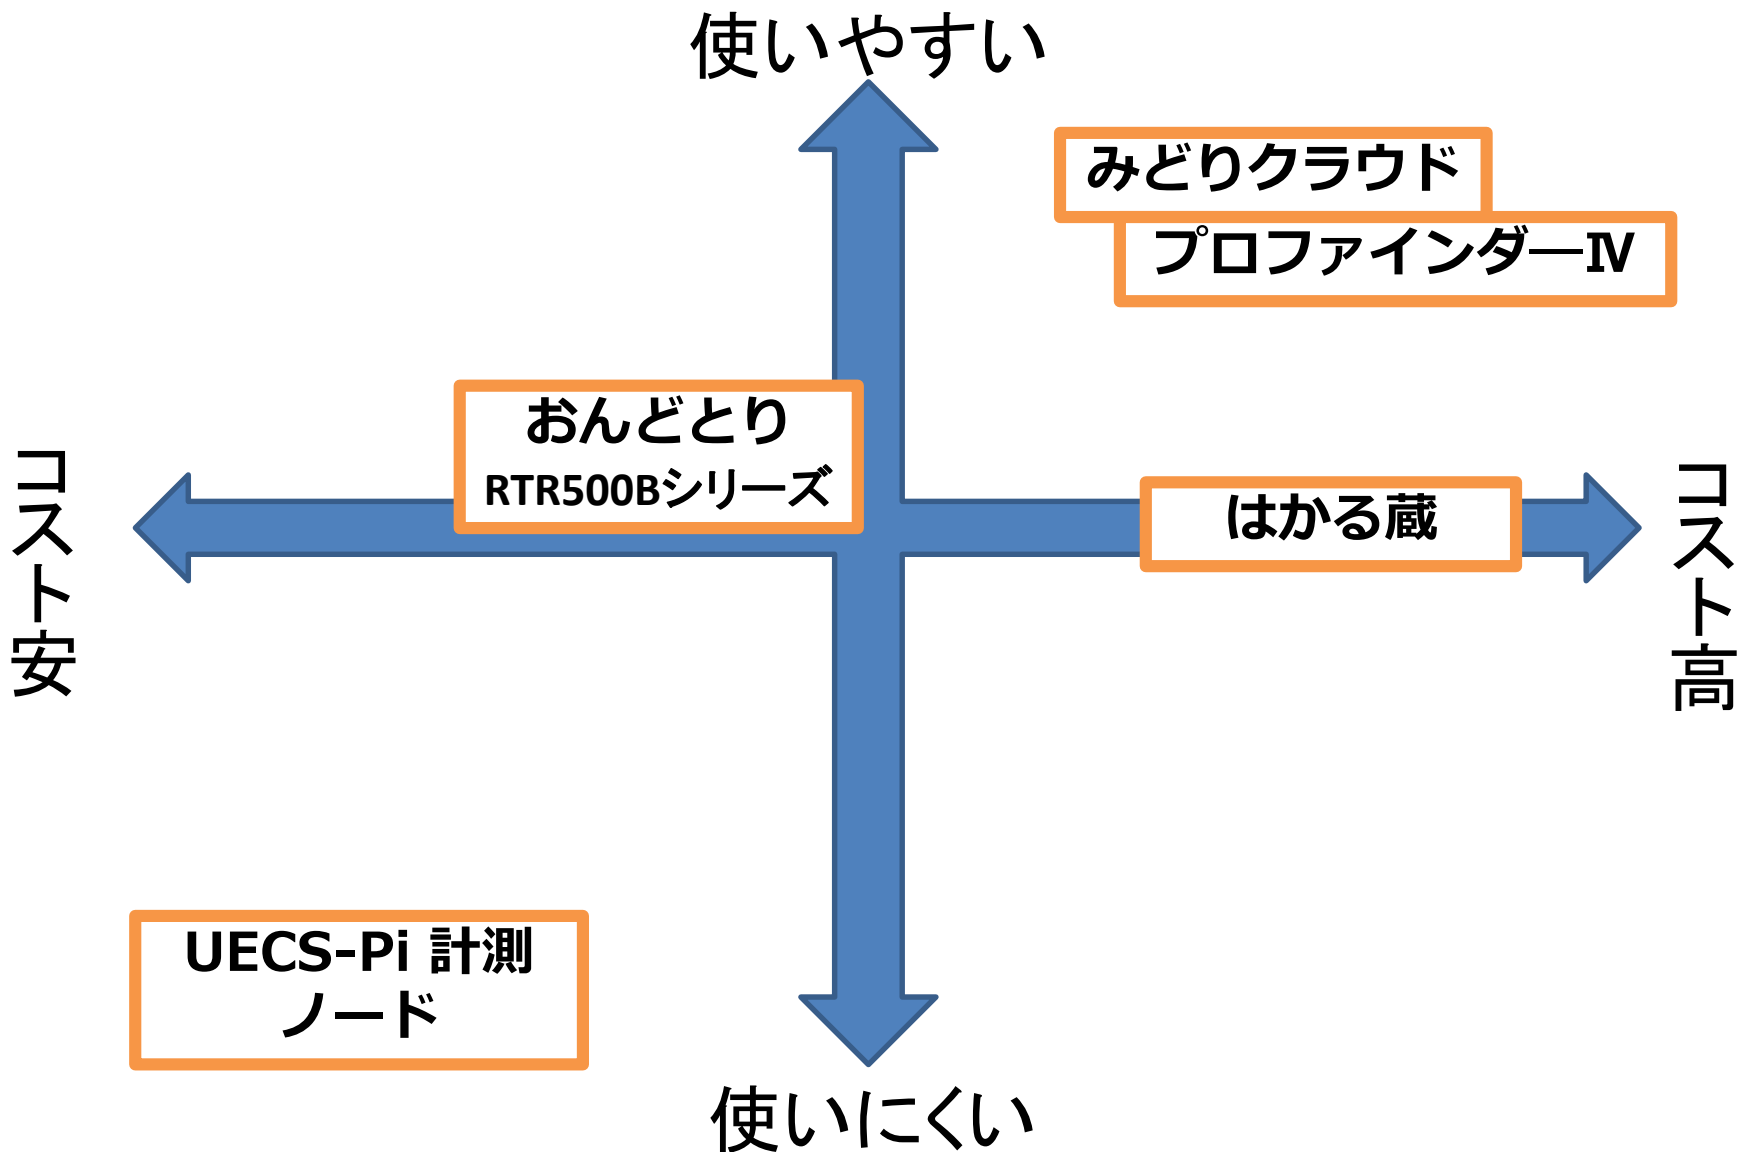 使いやすい
みどりクラウド
プロファインダ―Ⅳ
おんどとり
RTR500Bシリーズ
コスト安
はかる蔵
コスト高
UECS-Pi 計測
ノード
使いにくい